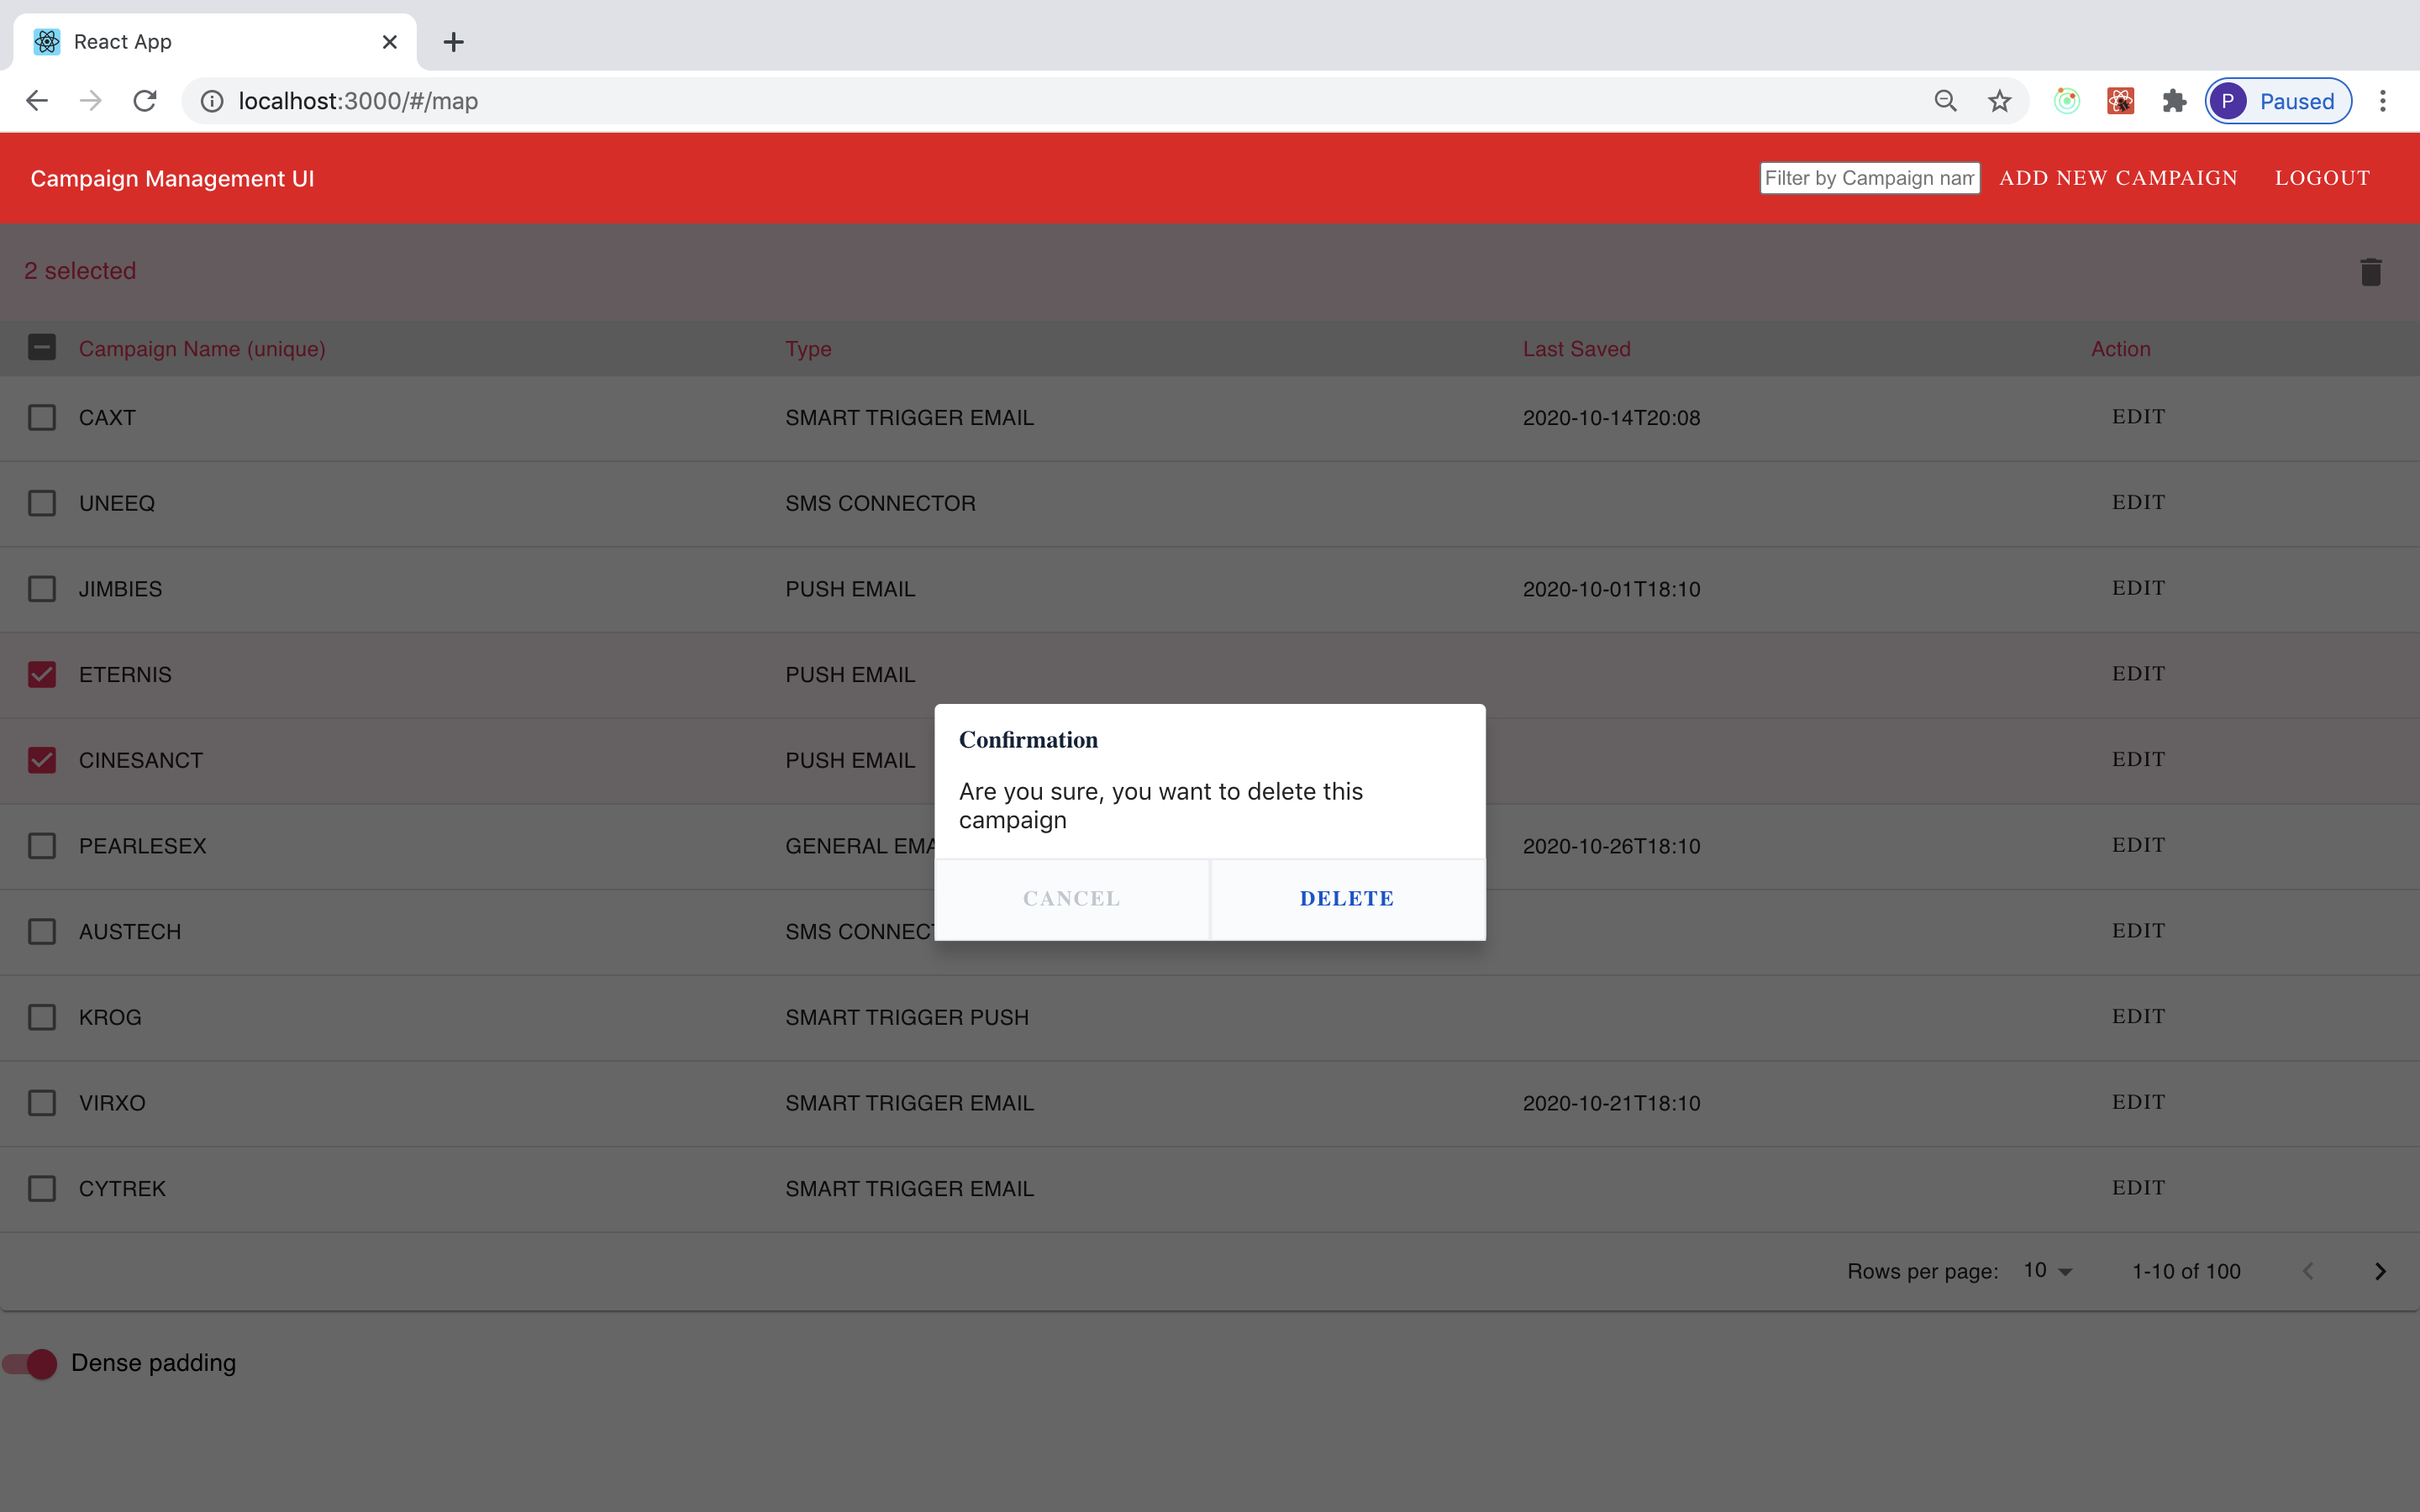 React App
localhost:3000/#/map
P Paused
Campaign Management UI
Filter by Campaign nam
ADD NEW CAMPAIGN
LOGOUT
2 selected
Campaign Name (unique) Type Last Saved Action
CAXT SMART TRIGGER EMAIL 2020-10-14T20:08 EDIT
UNEEQ SMS CONNECTOR EDIT
JIMBIES PUSH EMAIL 2020-10-01T18:10 EDIT
ETERNIS PUSH EMAIL EDIT
CINESANCT PUSH EMAIL EDIT
PEARLESEX GENERAL EMA 2020-10-26T18:10 EDIT
AUSTECH SMS CONNECT EDIT
KROG SMART TRIGGER PUSH EDIT
VIRXO SMART TRIGGER EMAIL 2020-10-21T18:10 EDIT
CYTREK SMART TRIGGER EMAIL EDIT
Confirmation
Are you sure, you want to delete this
campaign
CANCEL DELETE
Rows per page: 10 1-10 of 100
Dense padding